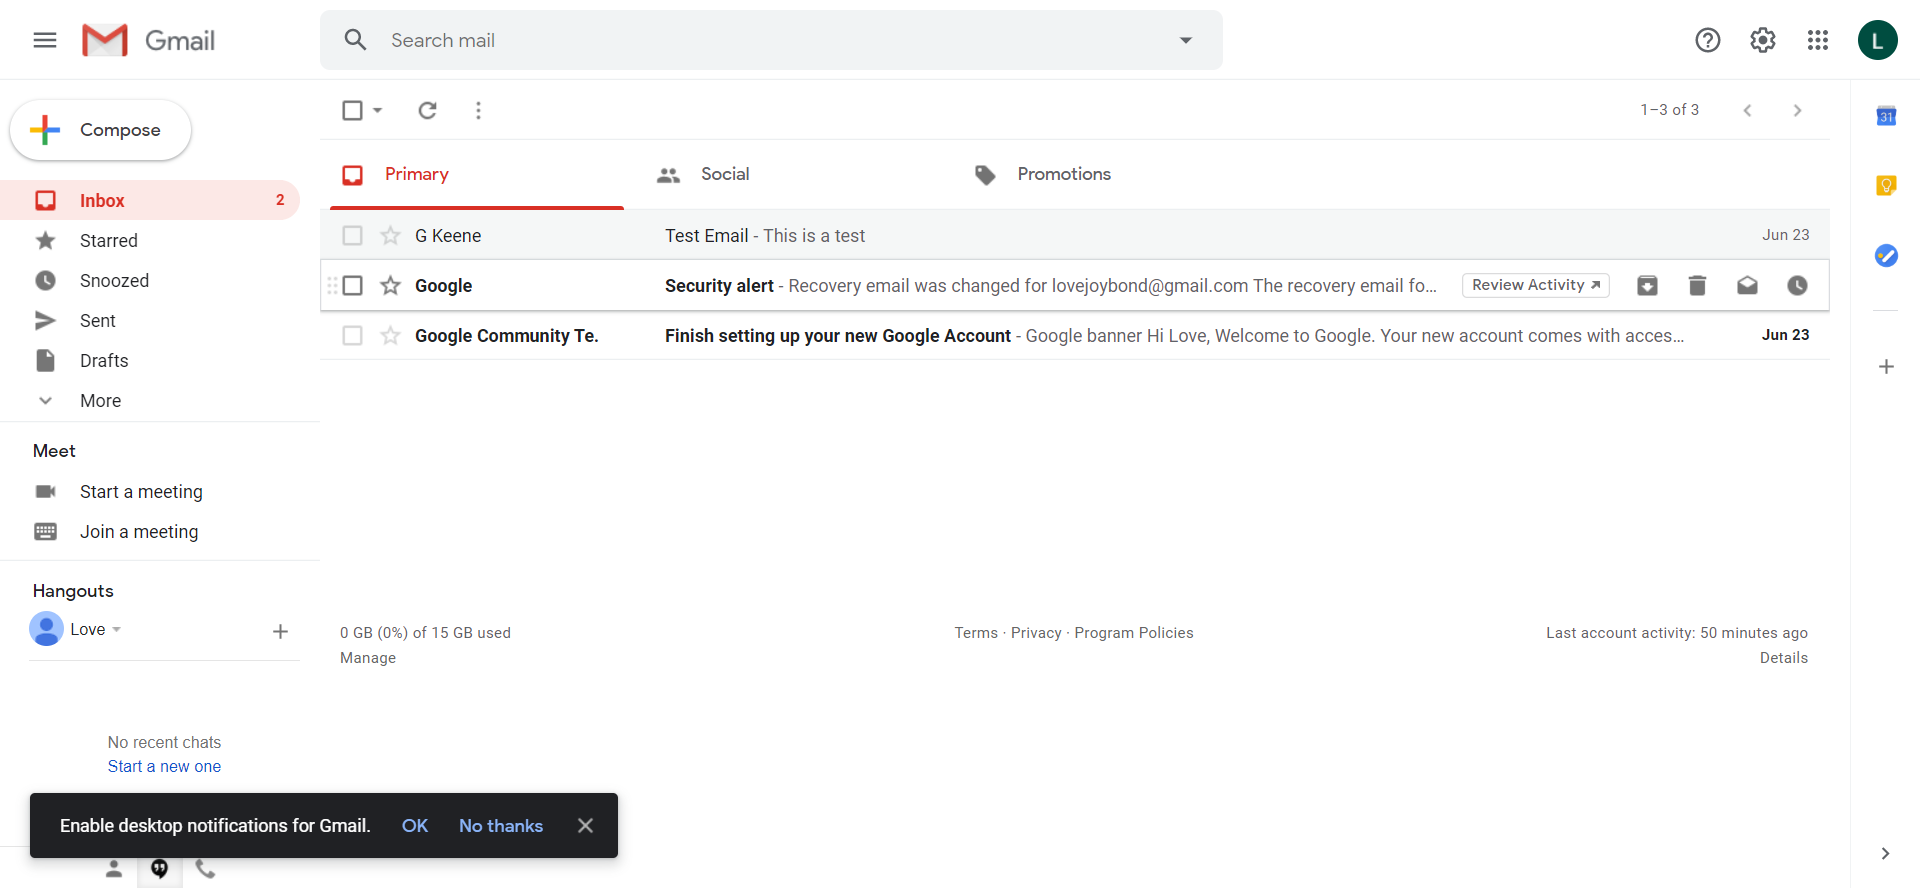 Gmail
Search mail
L
Compose
1–3 of 3
31
Primary
Social
Promotions
Inbox 2
Starred
Snoozed
Sent
Drafts
More
G Keene Test Email - This is a test Jun 23
Google Security alert - Recovery email was changed for lovejoybond@gmail.com The recovery email fo... Review Activity
Google Community Te. Finish setting up your new Google Account - Google banner Hi Love, Welcome to Google. Your new account comes with acces... Jun 23
Meet
Start a meeting
Join a meeting
Hangouts
Love
0 GB (0%) of 15 GB used
Manage
Terms · Privacy · Program Policies
Last account activity: 50 minutes ago
Details
No recent chats
Start a new one
Enable desktop notifications for Gmail. OK No thanks